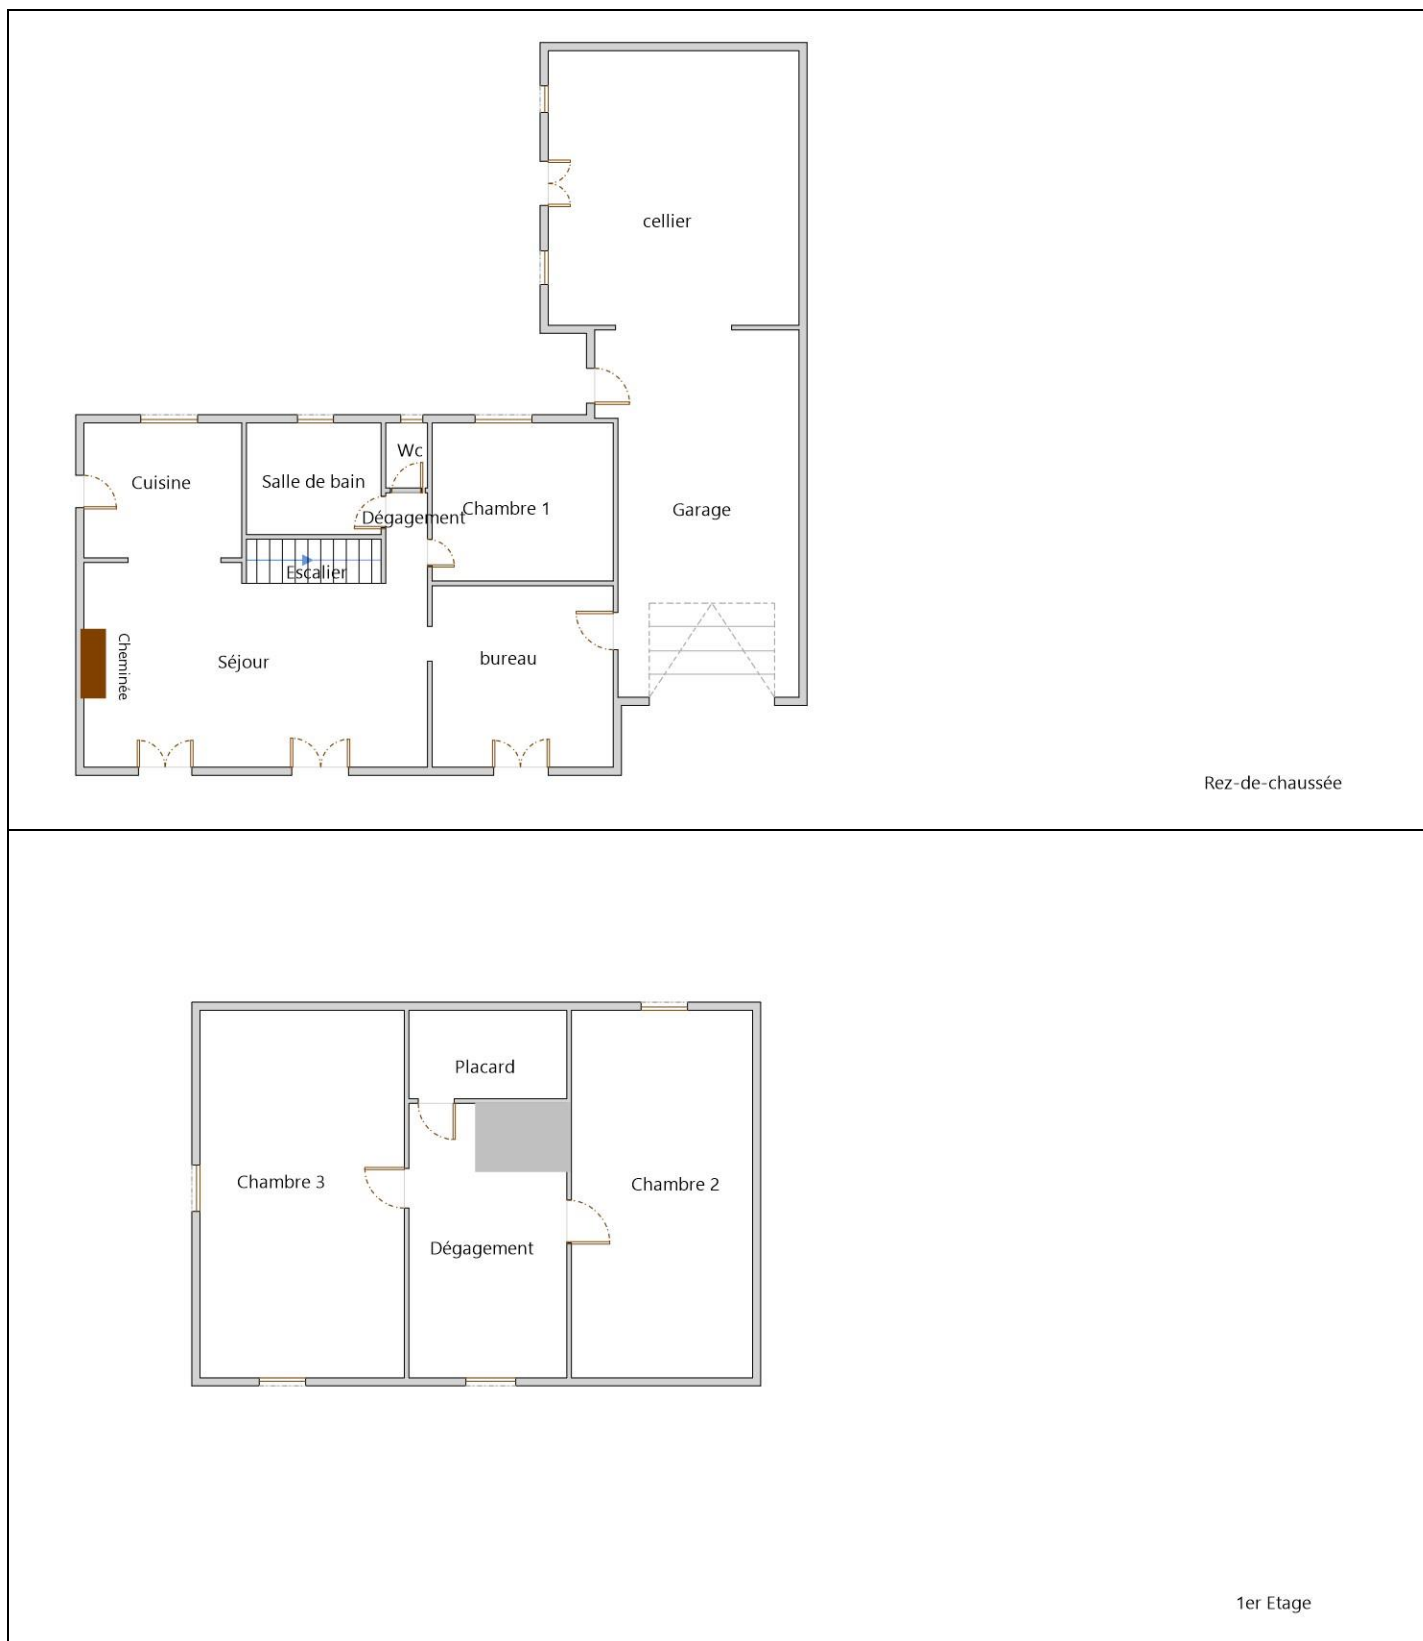 cellier
Wc
Cuisine
Salle de bain
Dégagement
Chambre 1
Garage
Escalier
Cheminée
Séjour
bureau
Rez-de-chaussée
Placard
Chambre 3
Chambre 2
Dégagement
1er Etage